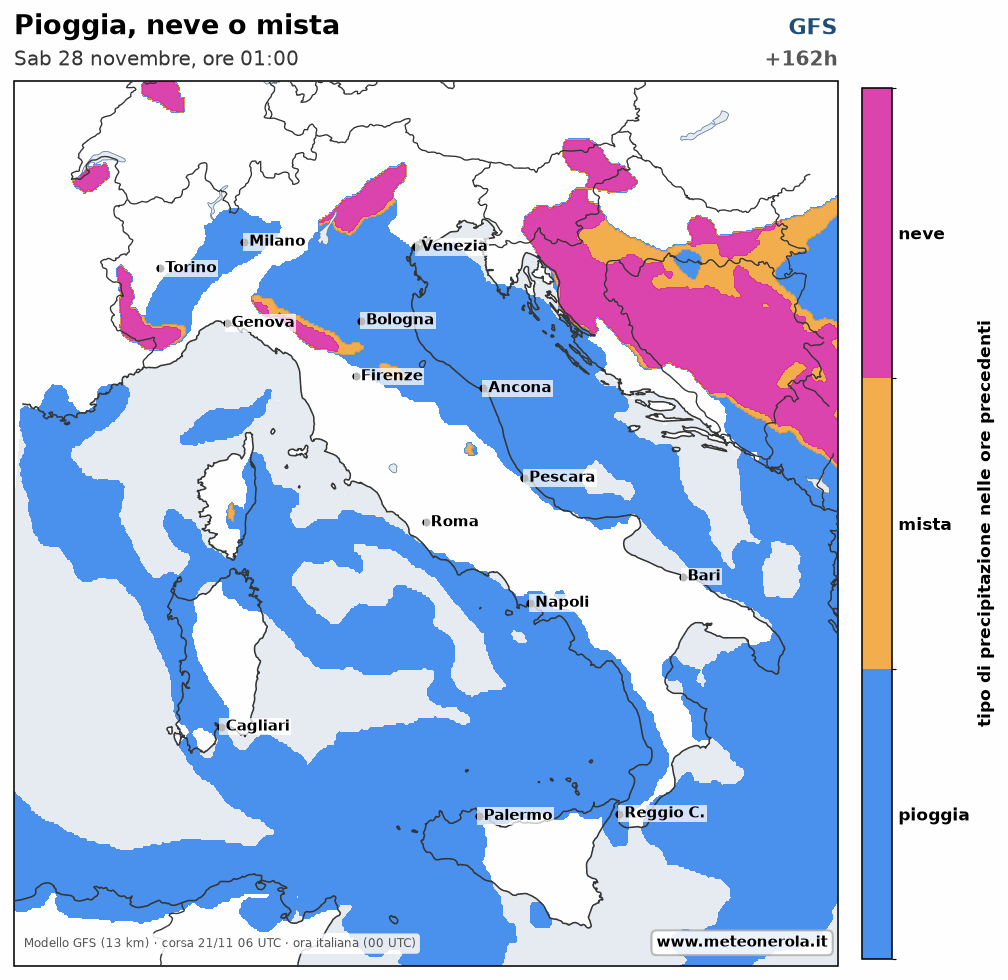 Pioggia, neve o mista
GFS
Sab 28 novembre, ore 01:00
+162h
Milano
Venezia
Torino
Genova
Bologna
Firenze
Ancona
Pescara
Roma
Bari
Napoli
Cagliari
Palermo
Reggio C.
neve
mista
pioggia
tipo di precipitazione nelle ore precedenti
Modello GFS (13 km) · corsa 21/11 06 UTC · ora italiana (00 UTC)
www.meteonerola.it